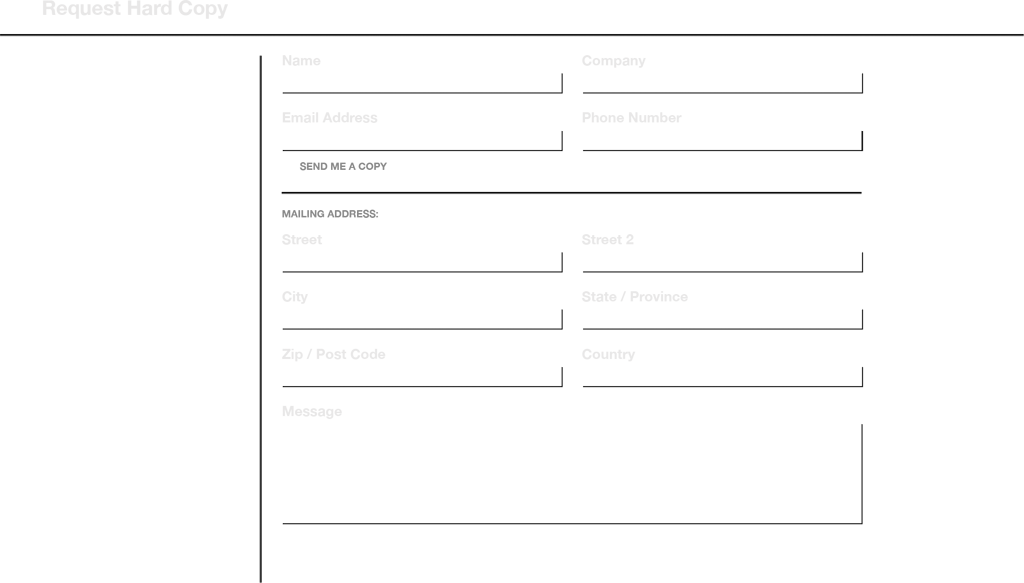 Request Hard Copy
Name
Company
Email Address
Phone Number
SEND ME A COPY
MAILING ADDRESS:
Street
Street 2
City
State / Province
Zip / Post Code
Country
Message